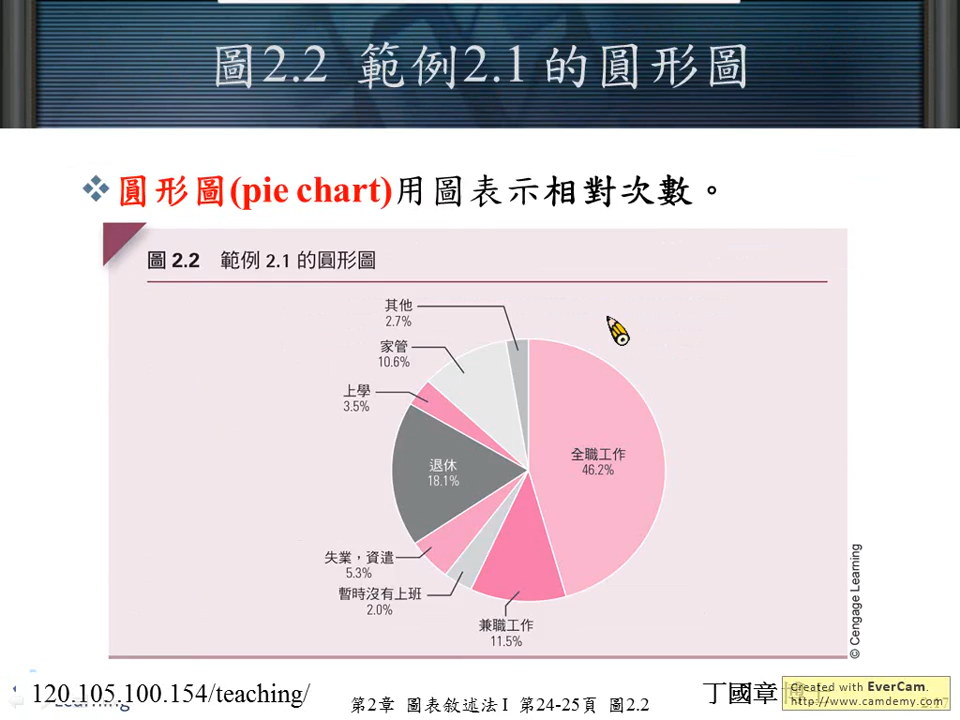 圖2.2 範例2.1 的圓形圖
圓形圖(pie chart)用圖表示相對次數。
圖 2.2 範例 2.1 的圓形圖
其他
2.7%
家管
10.6%
上學
3.5%
退休
18.1%
全職工作
46.2%
失業，資遣
5.3%
暫時沒有上班
2.0%
兼職工作
11.5%
© Cengage Learning
120.105.100.154/teaching/
Learning
第2章 圖表敘述法 I 第24-25頁 圖2.2
丁國章
Created with EverCam.
http://www.camdemy.com